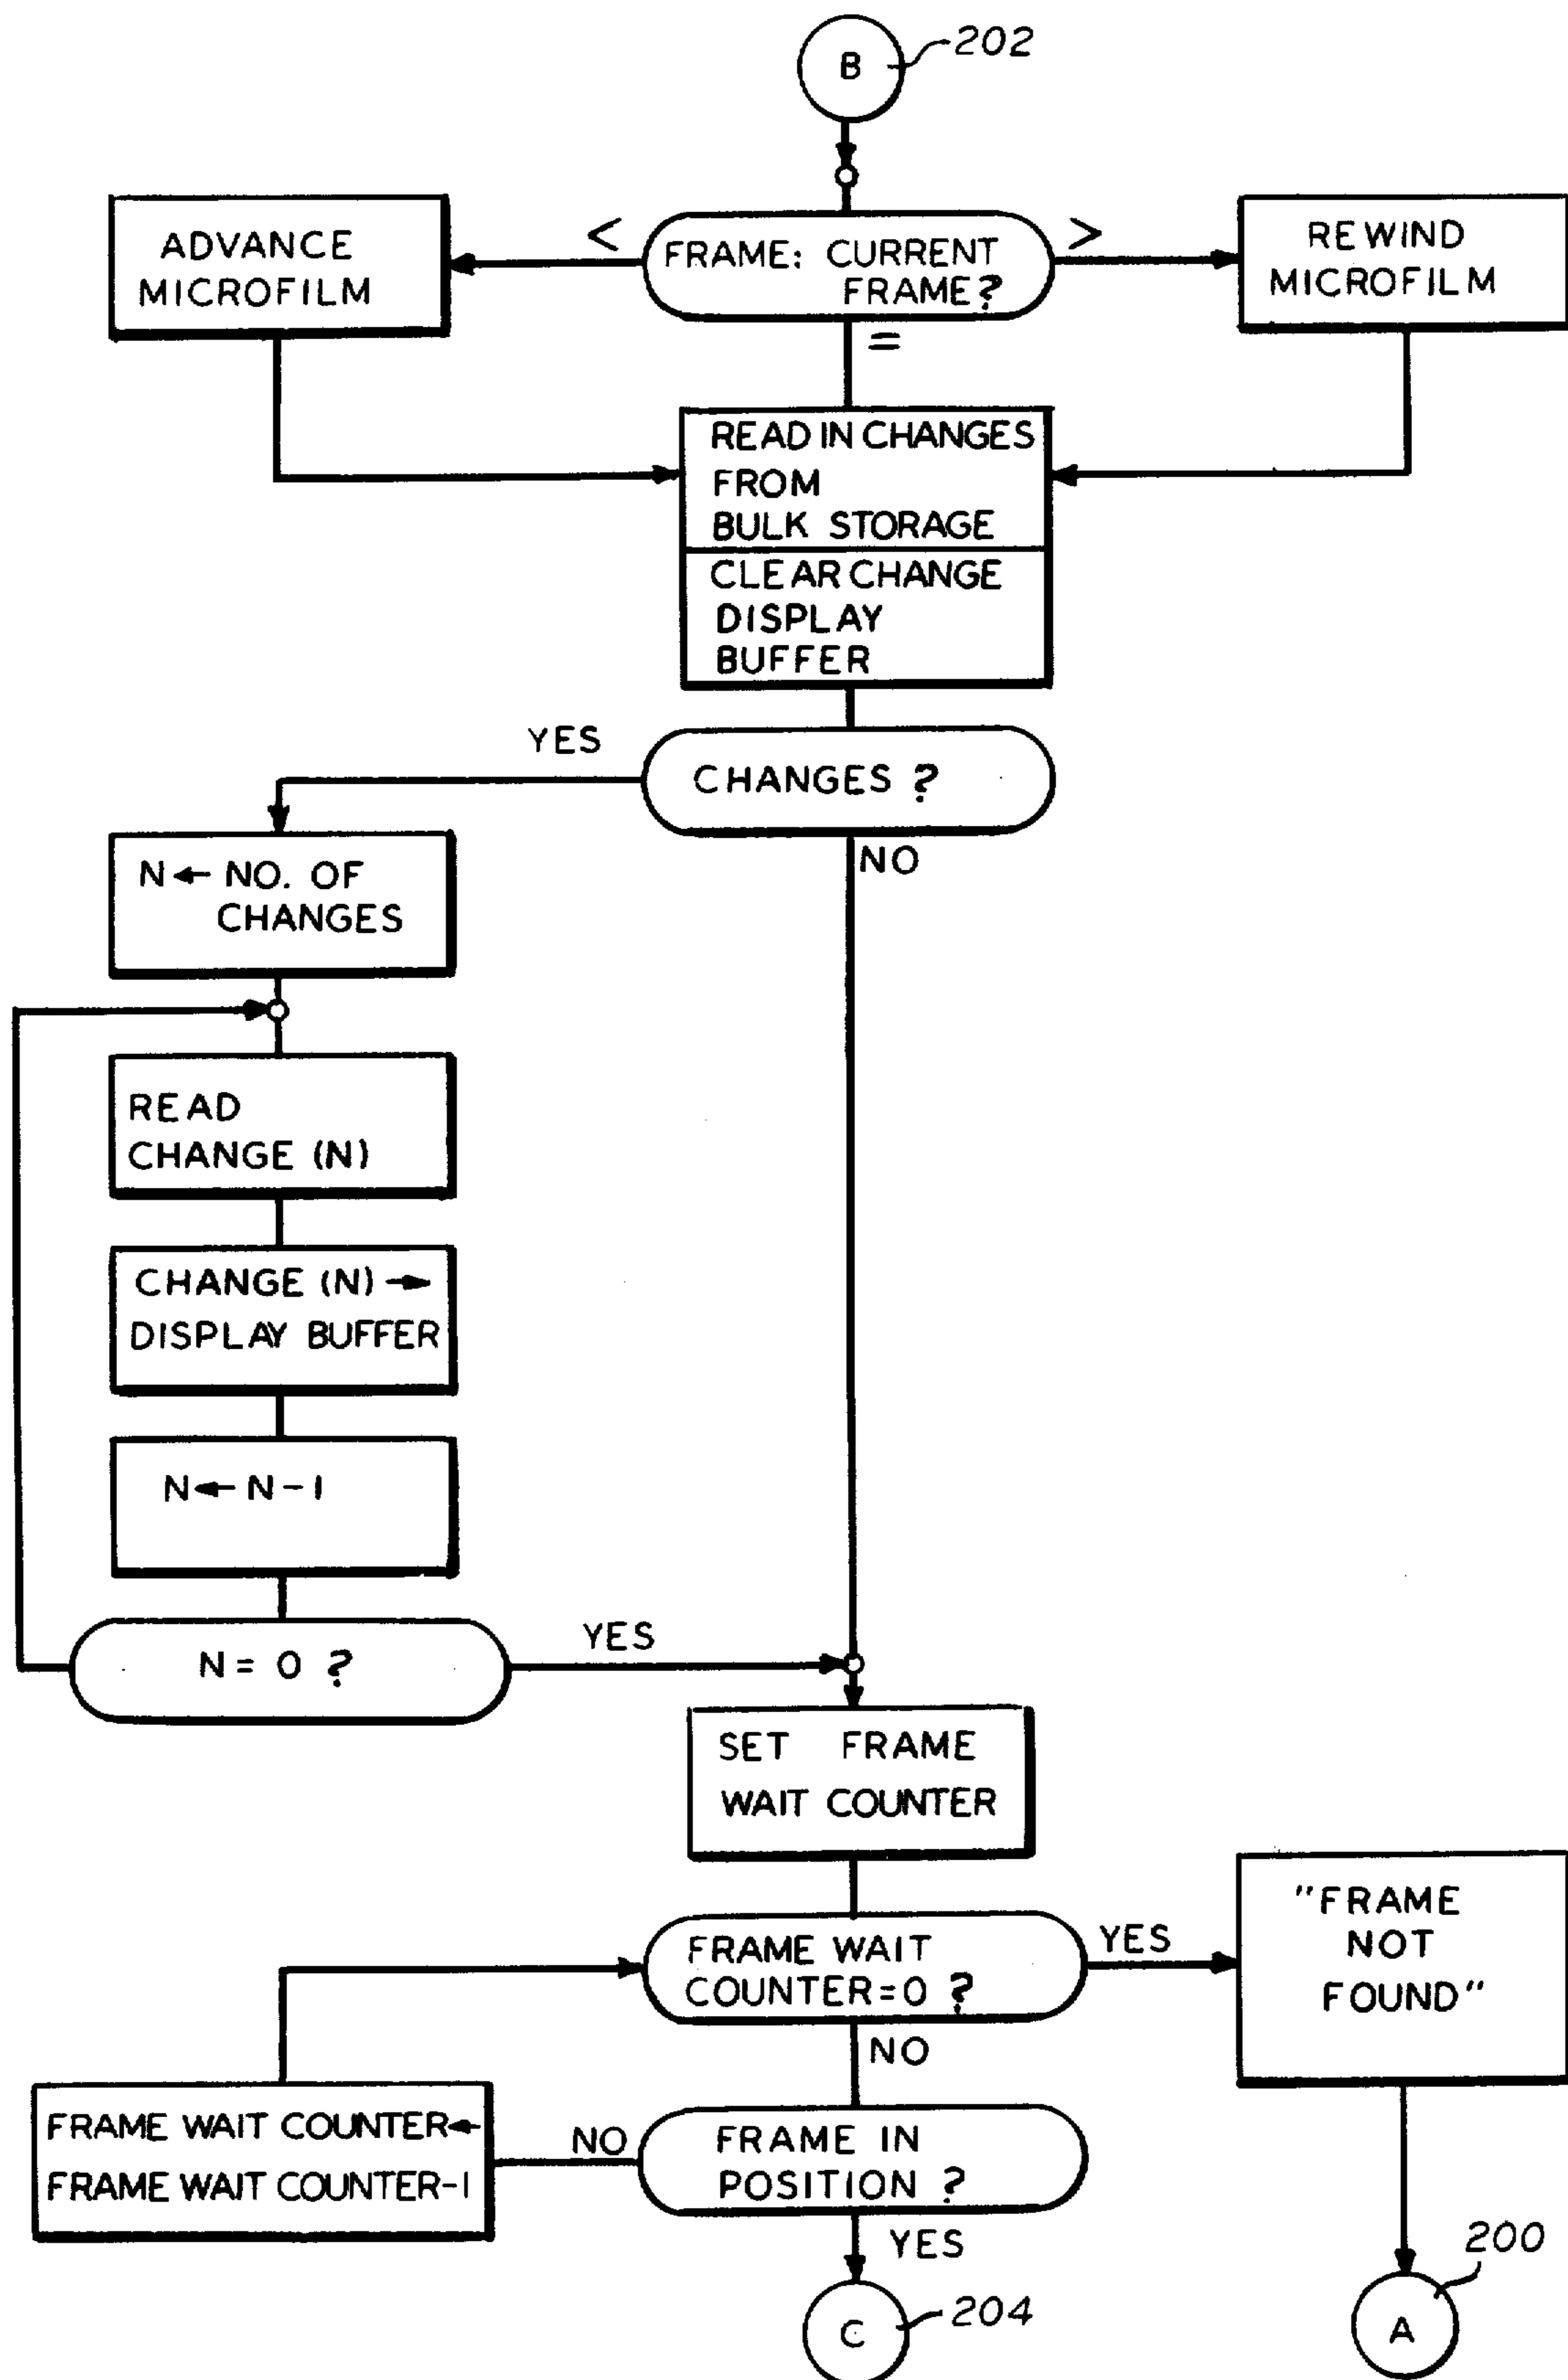 B
202
ADVANCE
MICROFILM
<
FRAME: CURRENT
FRAME?
>
REWIND
MICROFILM
=
READ IN CHANGES
FROM
BULK STORAGE
CLEAR CHANGE
DISPLAY
BUFFER
YES
CHANGES ?
NO
N ← NO. OF
CHANGES
READ
CHANGE (N)
CHANGE (N) →
DISPLAY BUFFER
N ← N-1
N = 0 ?
YES
SET FRAME
WAIT COUNTER
FRAME WAIT
COUNTER=0 ?
YES
"FRAME
NOT
FOUND"
NO
FRAME WAIT COUNTER←
FRAME WAIT COUNTER-1
NO
FRAME IN
POSITION ?
YES
C
204
200
A